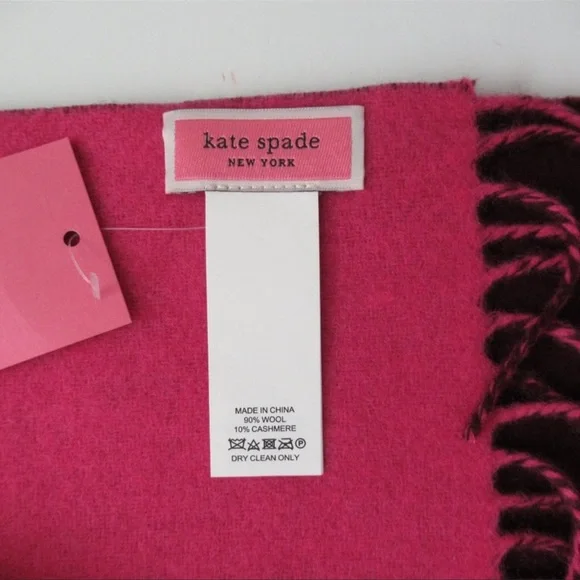 kate spade
NEW YORK
MADE IN CHINA
90% WOOL
10% CASHMERE
P
DRY CLEAN ONLY